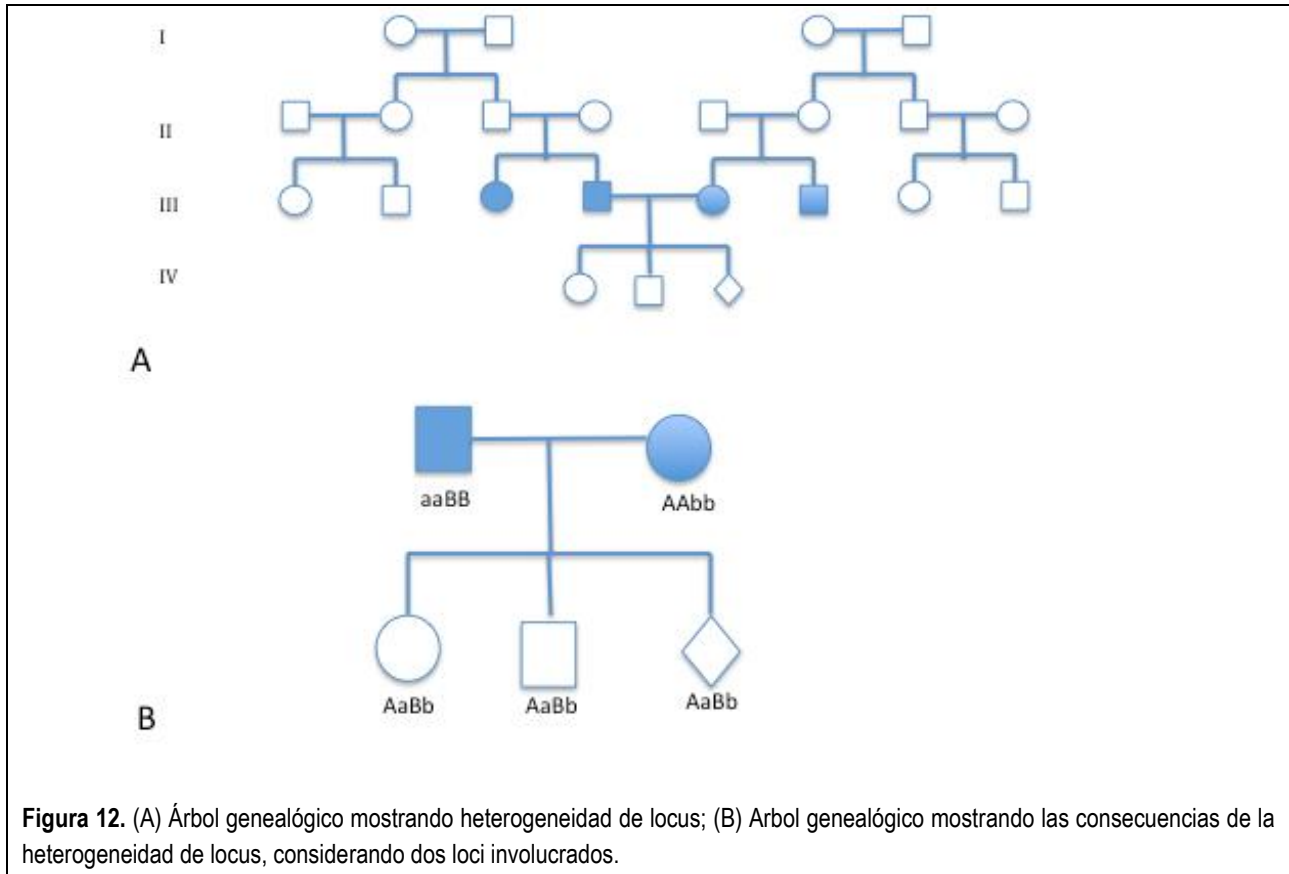 I
II
III
IV
A
aaBB AAbb
AaBb AaBb AaBb
B
Figura 12. (A) Árbol genealógico mostrando heterogeneidad de locus; (B) Arbol genealógico mostrando las consecuencias de la
heterogeneidad de locus, considerando dos loci involucrados.